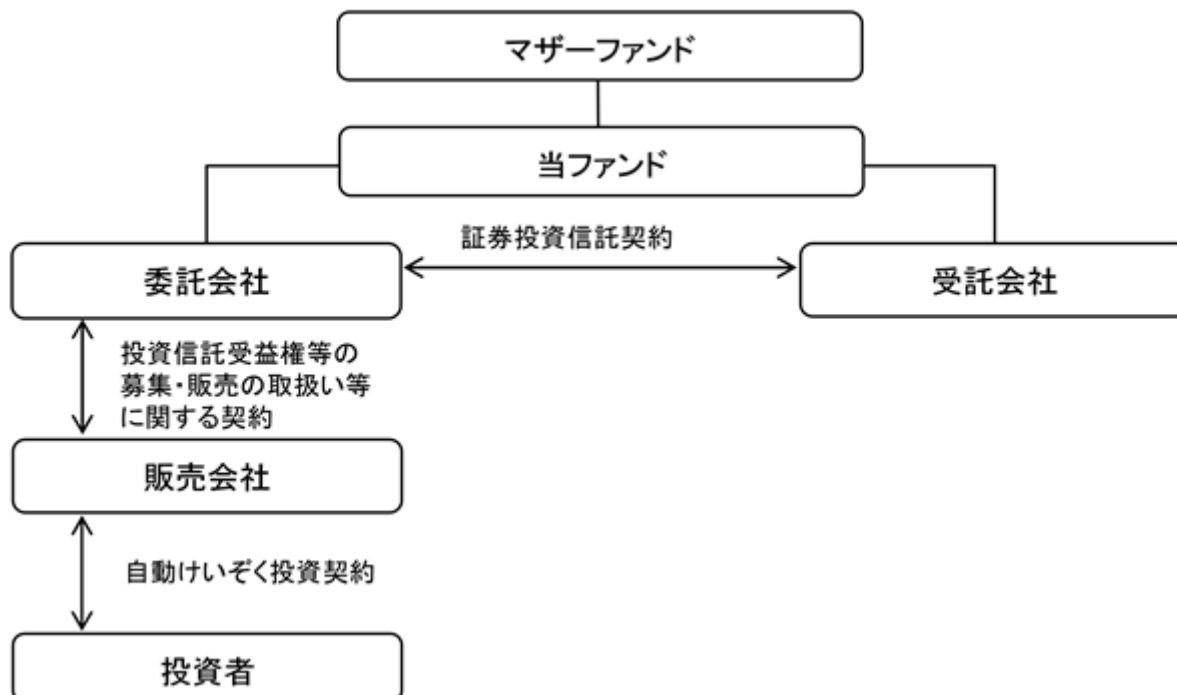 マザーファンド
当ファンド
証券投資信託契約
委託会社
受託会社
投資信託受益権等の
募集・販売の取扱い等
に関する契約
販売会社
自動けいぞく投資契約
投資者